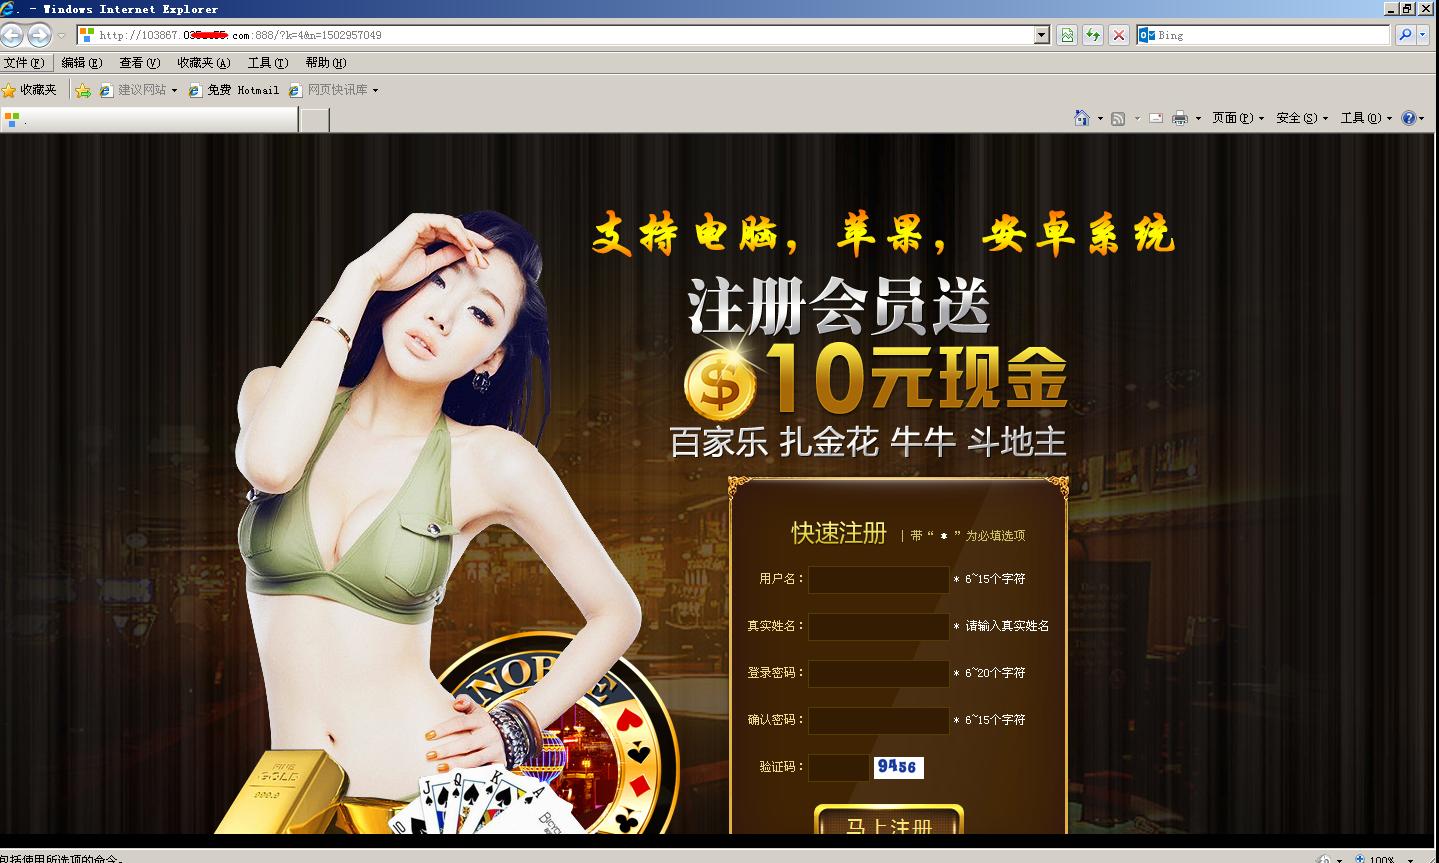 . - Windows Internet Explorer
http://103867.03 .com:888/?k=4&n=1502957049
Bing
文件(F) 编辑(E) 查看(V) 收藏夹(A) 工具(T) 帮助(H)
收藏夹 建议网站 免费 Hotmail 网页快讯库
.
页面(P) 安全(S) 工具(O)
支持电脑，苹果，安卓系统
注册会员送
$10元现金
百家乐 扎金花 牛牛 斗地主
快速注册 | 带“ * ”为必填选项
用户名： * 6~15个字符
真实姓名： * 请输入真实姓名
登录密码： * 6~20个字符
确认密码： * 6~15个字符
验证码： 9456
马上注册
NOB E
FINE
GOLD
999.9
10 J Q K A
包括使用所选项的命令。
100%